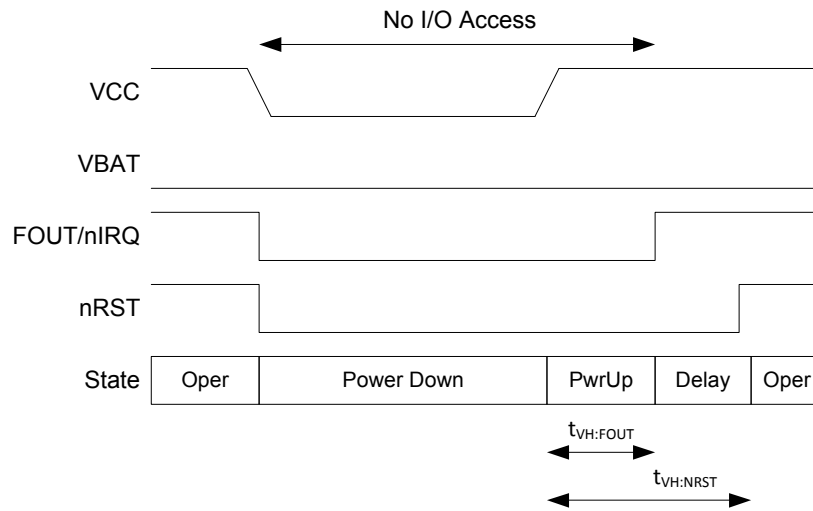 No I/O Access
VCC
VBAT
FOUT/nIRQ
nRST
State Oper Power Down PwrUp Delay Oper
tVH:FOUT
tVH:NRST